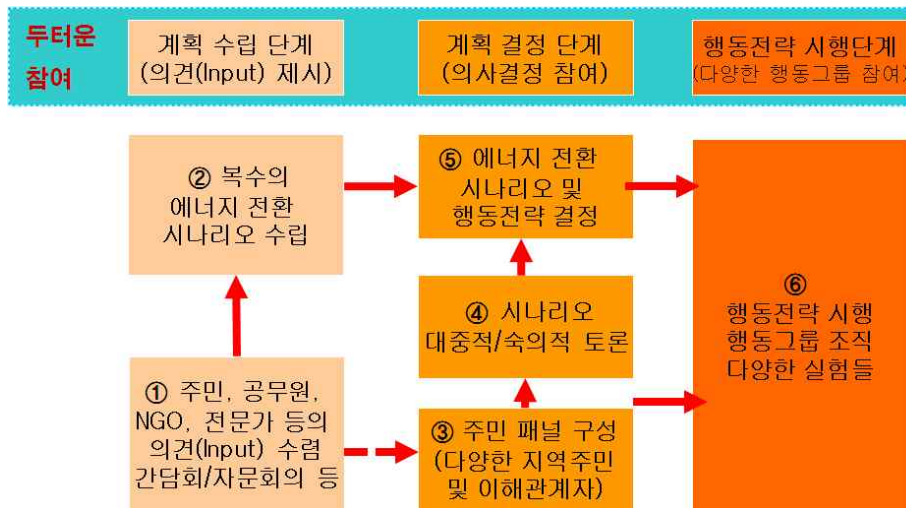 두터운
참여
계획 수립 단계
(의견(Input) 제시)
계획 결정 단계
(의사결정 참여)
행동전략 시행단계
(다양한 행동그룹 참여)
② 복수의
에너지 전환
시나리오 수립
⑤ 에너지 전환
시나리오 및
행동전략 결정
④ 시나리오
대중적/숙의적 토론
⑥
행동전략 시행
행동그룹 조직
다양한 실험들
① 주민, 공무원,
NGO, 전문가 등의
의견(Input) 수렴
간담회/자문회의 등
③ 주민 패널 구성
(다양한 지역주민
및 이해관계자)